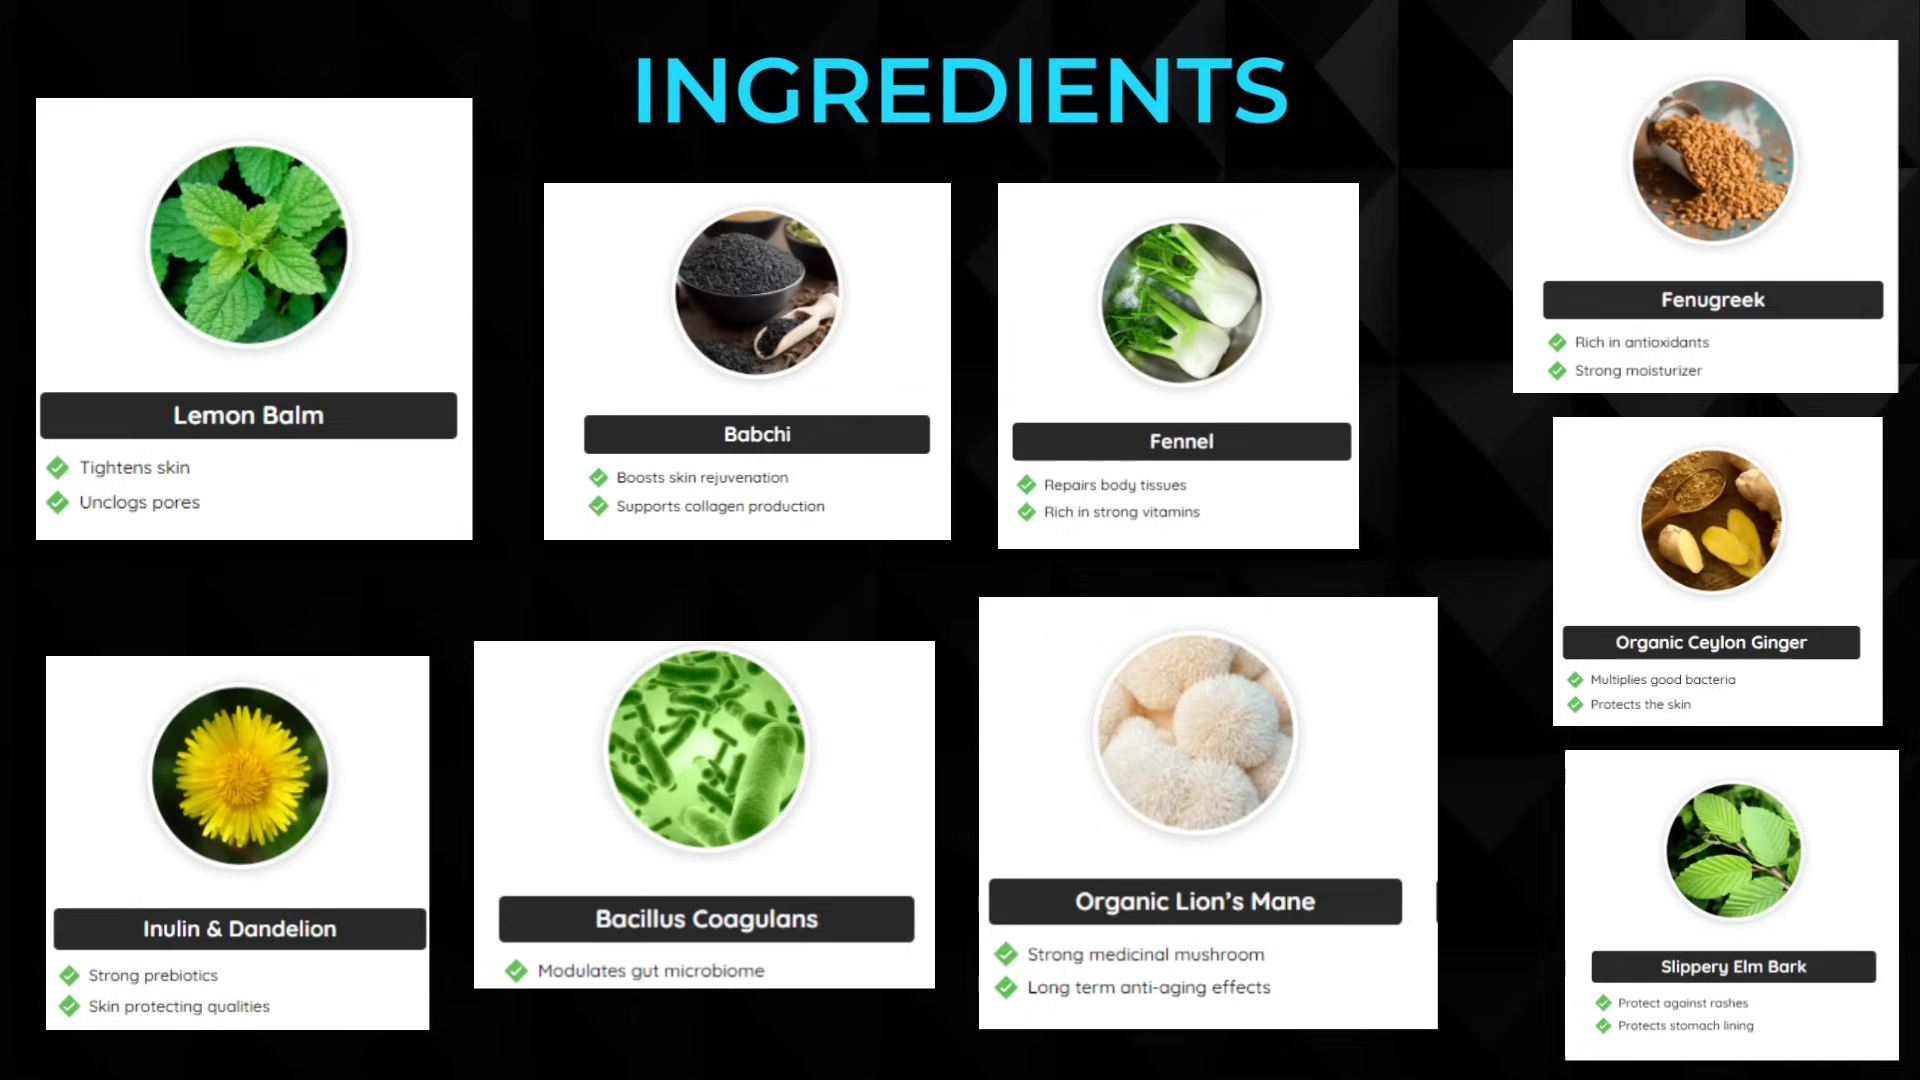 INGREDIENTS
Lemon Balm
Tightens skin
Unclogs pores
Babchi
Boosts skin rejuvenation
Supports collagen production
Fennel
Repairs body tissues
Rich in strong vitamins
Fenugreek
Rich in antioxidants
Strong moisturizer
Organic Ceylon Ginger
Multiplies good bacteria
Protects the skin
Inulin & Dandelion
Strong prebiotics
Skin protecting qualities
Bacillus Coagulans
Modulates gut microbiome
Organic Lion’s Mane
Strong medicinal mushroom
Long term anti-aging effects
Slippery Elm Bark
Protect against rashes
Protects stomach lining